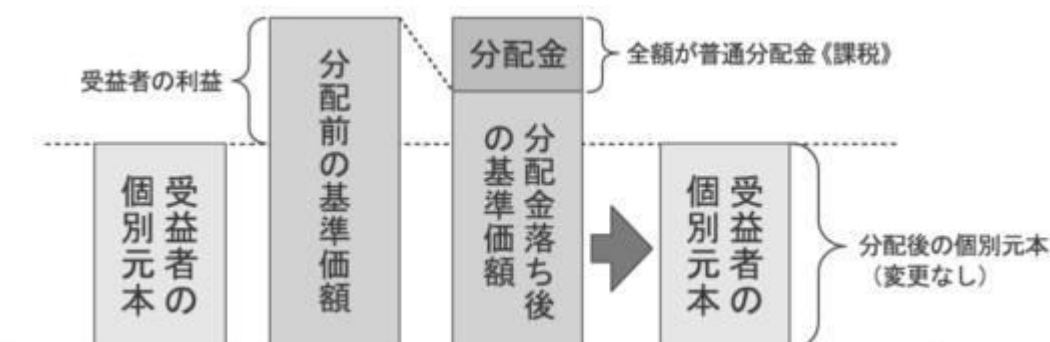 受益者の利益
受益者の
個別元本
分配前の基準価額
分配金
全額が普通分配金《課税》
分配金落ち後
の基準価額
受益者の
個別元本
分配後の個別元本
（変更なし）